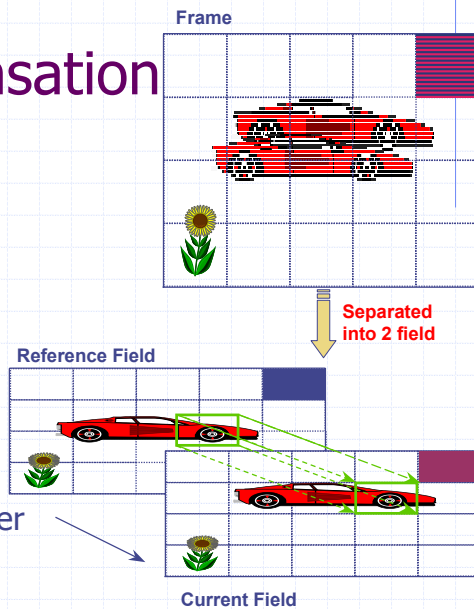 Frame
nsation
Separated
into 2 field
Reference Field
er
Current Field